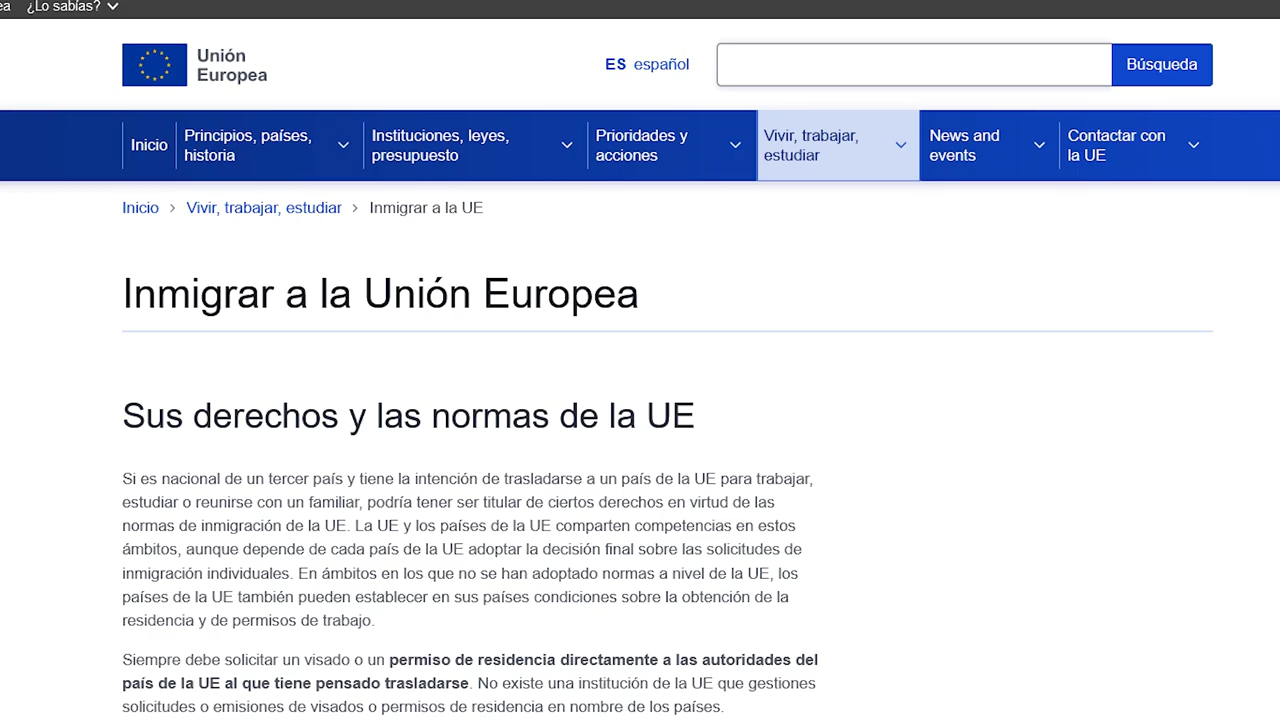 ea ¿Lo sabías?
Unión
Europea
ES español
Búsqueda
Inicio
Principios, países,
historia
Instituciones, leyes,
presupuesto
Prioridades y
acciones
Vivir, trabajar,
estudiar
News and
events
Contactar con
la UE
Inicio > Vivir, trabajar, estudiar > Inmigrar a la UE
Inmigrar a la Unión Europea
Sus derechos y las normas de la UE
Si es nacional de un tercer país y tiene la intención de trasladarse a un país de la UE para trabajar,
estudiar o reunirse con un familiar, podría tener ser titular de ciertos derechos en virtud de las
normas de inmigración de la UE. La UE y los países de la UE comparten competencias en estos
ámbitos, aunque depende de cada país de la UE adoptar la decisión final sobre las solicitudes de
inmigración individuales. En ámbitos en los que no se han adoptado normas a nivel de la UE, los
países de la UE también pueden establecer en sus países condiciones sobre la obtención de la
residencia y de permisos de trabajo.
Siempre debe solicitar un visado o un permiso de residencia directamente a las autoridades del
país de la UE al que tiene pensado trasladarse. No existe una institución de la UE que gestiones
solicitudes o emisiones de visados o permisos de residencia en nombre de los países.